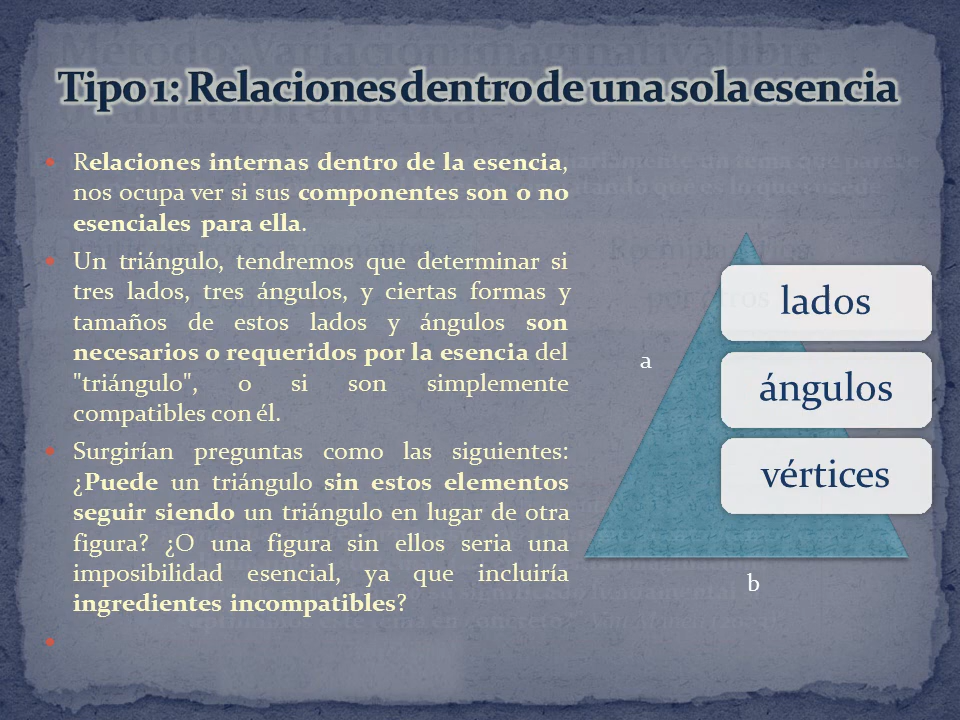 Tipo 1: Relaciones dentro de una sola esencia
Relaciones internas dentro de la esencia,
nos ocupa ver si sus componentes son o no
esenciales para ella.
Un triángulo, tendremos que determinar si
tres lados, tres ángulos, y ciertas formas y
tamaños de estos lados y ángulos son
necesarios o requeridos por la esencia del
"triángulo", o si son simplemente
compatibles con él.
Surgirían preguntas como las siguientes:
¿Puede un triángulo sin estos elementos
seguir siendo un triángulo en lugar de otra
figura? ¿O una figura sin ellos seria una
imposibilidad esencial, ya que incluiría
ingredientes incompatibles?
lados
a
ángulos
vértices
b